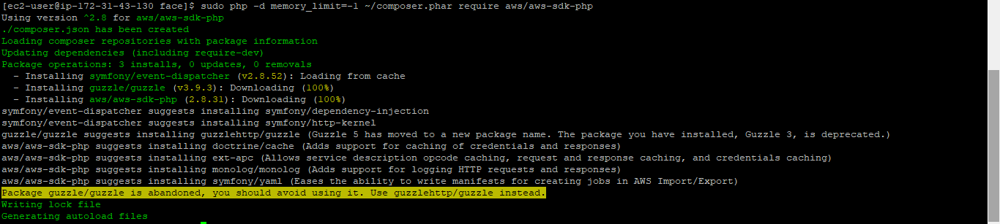 [ec2-user@ip-172-31-43-130 face]$ sudo php -d memory_limit=-1 ~/composer.phar require aws/aws-sdk-php
Using version ^2.8 for aws/aws-sdk-php
./composer.json has been created
Loading composer repositories with package information
Updating dependencies (including require-dev)
Package operations: 3 installs, 0 updates, 0 removals
  - Installing symfony/event-dispatcher (v2.8.52): Loading from cache
  - Installing guzzle/guzzle (v3.9.3): Downloading (100%)
  - Installing aws/aws-sdk-php (2.8.31): Downloading (100%)
symfony/event-dispatcher suggests installing symfony/dependency-injection
symfony/event-dispatcher suggests installing symfony/http-kernel
guzzle/guzzle suggests installing guzzlehttp/guzzle (Guzzle 5 has moved to a new package name. The package you have installed, Guzzle 3, is deprecated.)
aws/aws-sdk-php suggests installing doctrine/cache (Adds support for caching of credentials and responses)
aws/aws-sdk-php suggests installing ext-apc (Allows service description opcode caching, request and response caching, and credentials caching)
aws/aws-sdk-php suggests installing monolog/monolog (Adds support for logging HTTP requests and responses)
aws/aws-sdk-php suggests installing symfony/yaml (Eases the ability to write manifests for creating jobs in AWS Import/Export)
Package guzzle/guzzle is abandoned, you should avoid using it. Use guzzlehttp/guzzle instead.
Writing lock file
Generating autoload files